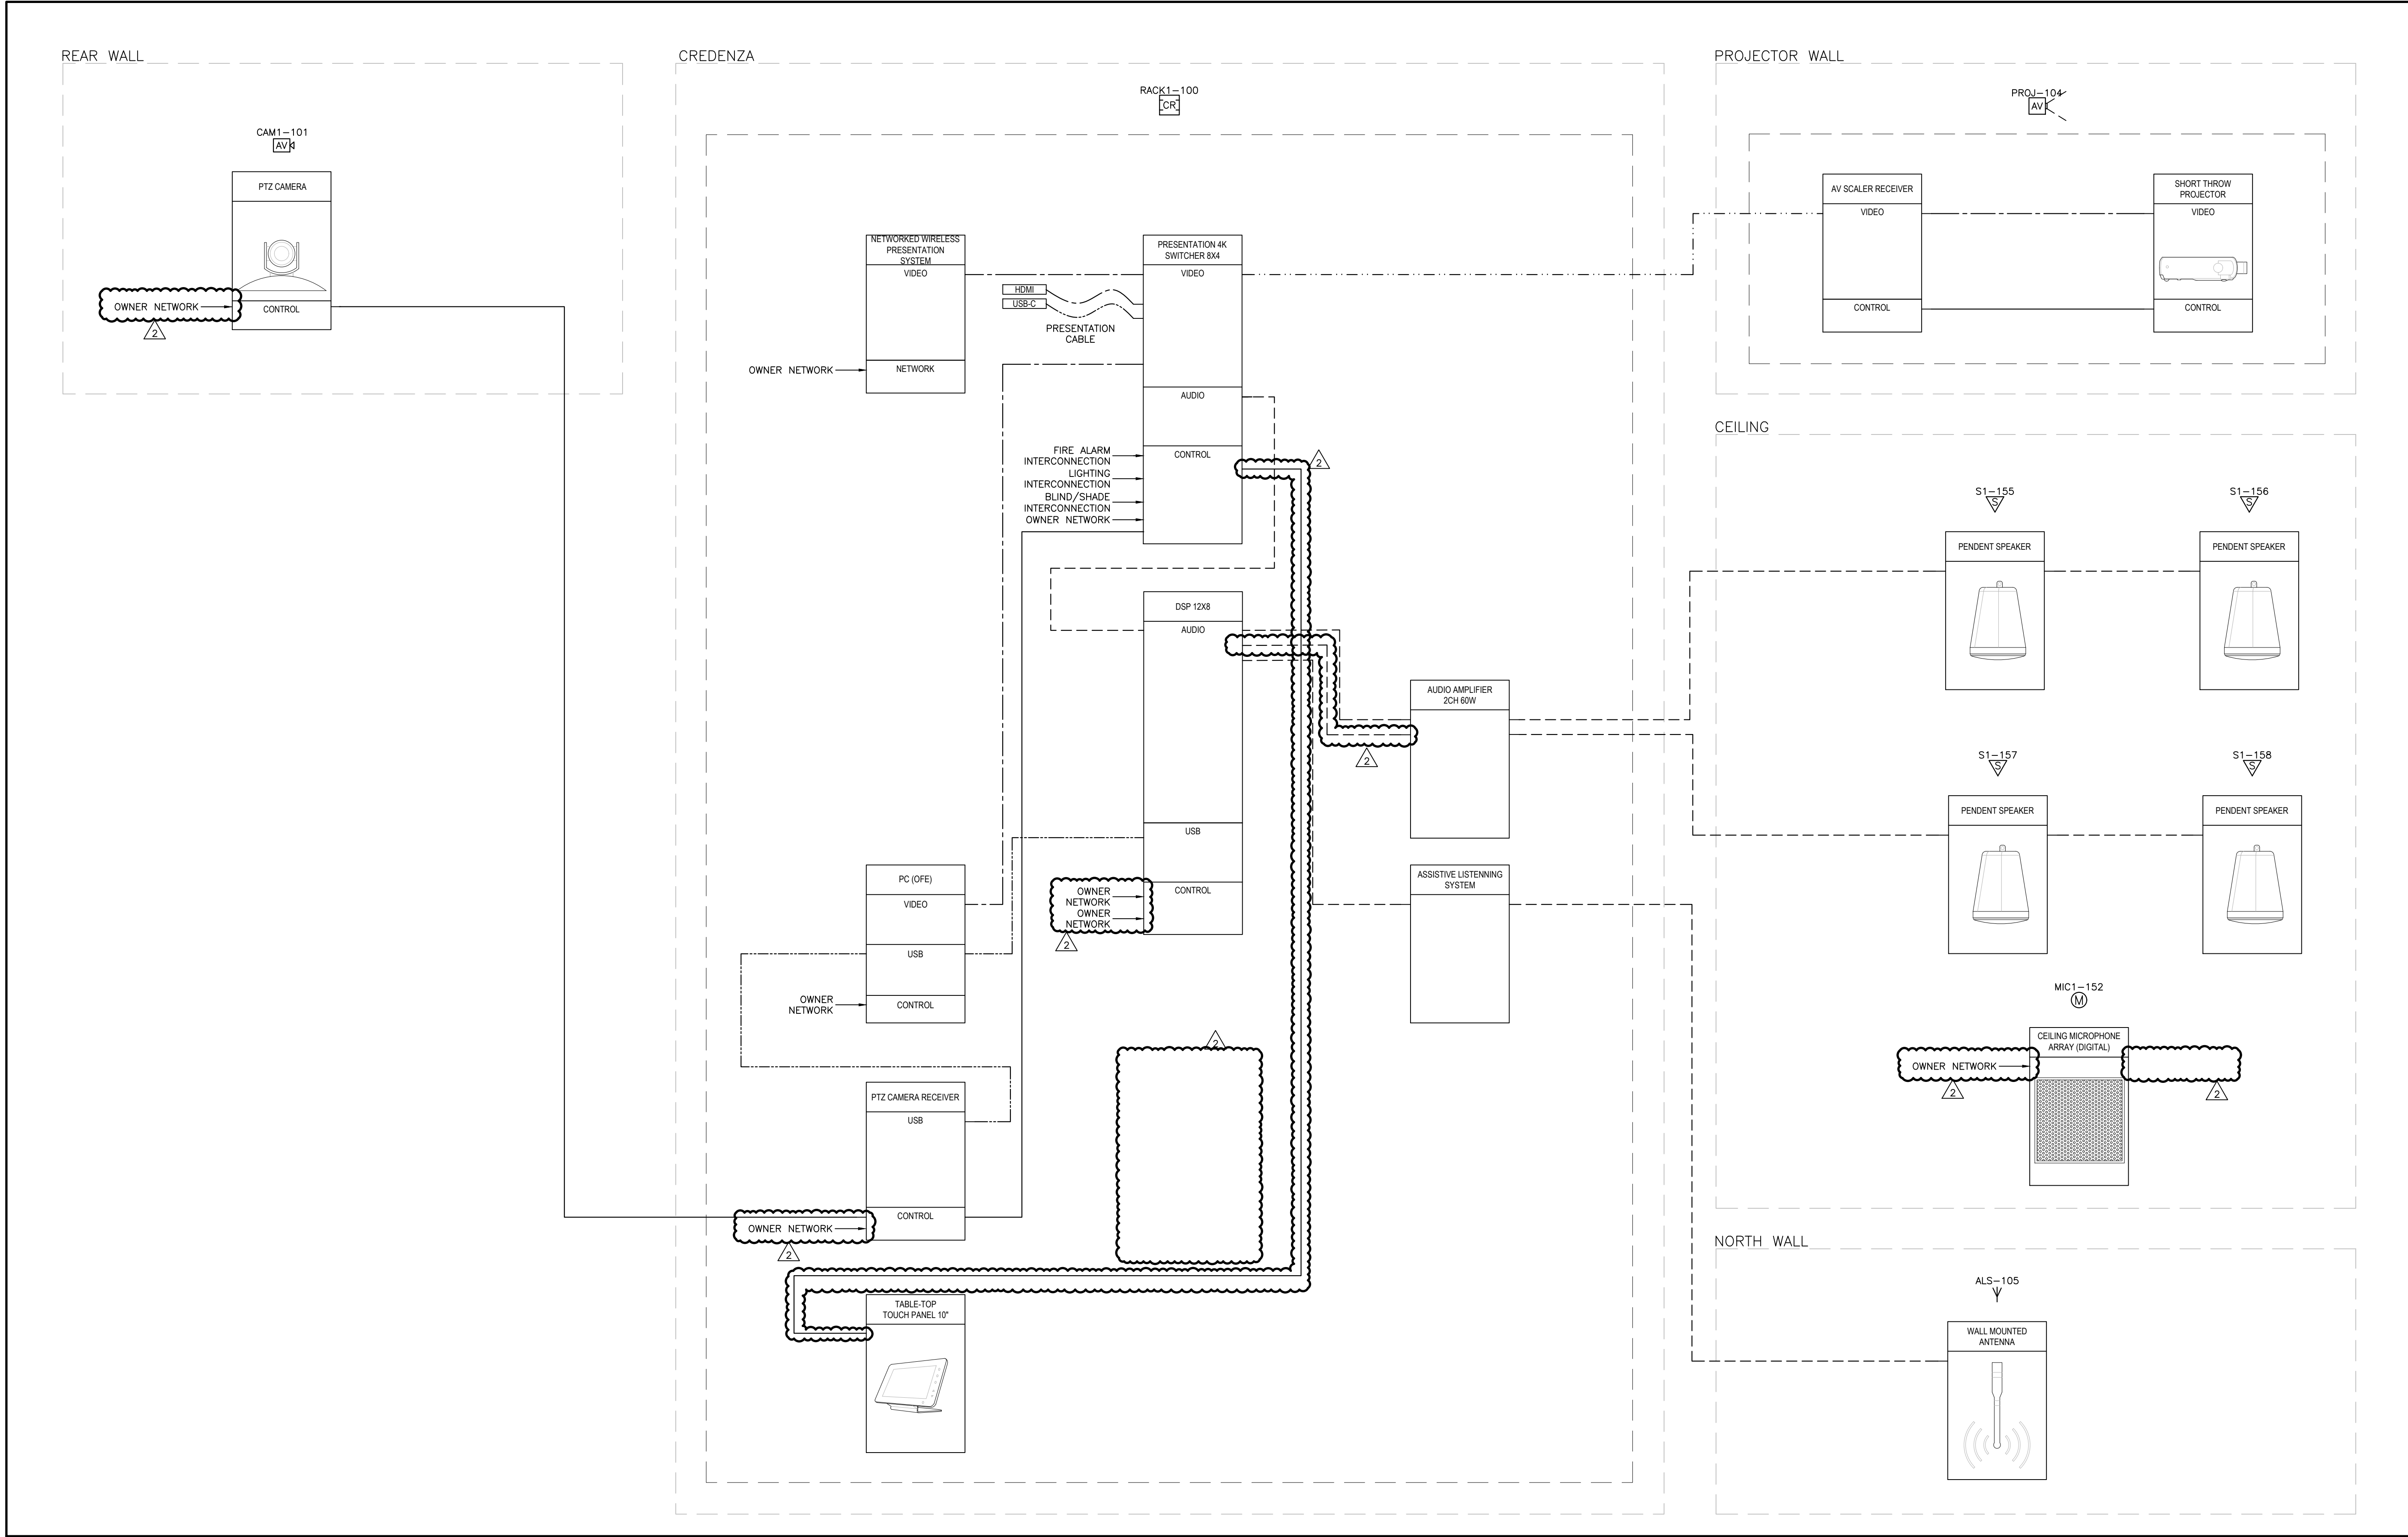 REAR WALL
CAM1-101
AV
PTZ CAMERA
OWNER NETWORK
CONTROL
2
CREDENZA
RACK1-100
CR
NETWORKED WIRELESS
PRESENTATION
SYSTEM
VIDEO
OWNER NETWORK
NETWORK
HDMI
USB-C
PRESENTATION
CABLE
PRESENTATION 4K
SWITCHER 8X4
VIDEO
AUDIO
FIRE ALARM
INTERCONNECTION
LIGHTING
INTERCONNECTION
BLIND/SHADE
INTERCONNECTION
OWNER NETWORK
CONTROL
2
DSP 12X8
AUDIO
USB
OWNER
NETWORK
OWNER
NETWORK
CONTROL
2
AUDIO AMPLIFIER
2CH 60W
2
ASSISTIVE LISTENNING
SYSTEM
PC (OFE)
VIDEO
USB
OWNER
NETWORK
CONTROL
2
PTZ CAMERA RECEIVER
USB
CONTROL
OWNER NETWORK
2
TABLE-TOP
TOUCH PANEL 10"
PROJECTOR WALL
PROJ-104
AV
AV SCALER RECEIVER
VIDEO
CONTROL
SHORT THROW
PROJECTOR
VIDEO
CONTROL
CEILING
S1-155
S
PENDENT SPEAKER
S1-156
S
PENDENT SPEAKER
S1-157
S
PENDENT SPEAKER
S1-158
S
PENDENT SPEAKER
MIC1-152
M
CEILING MICROPHONE
ARRAY (DIGITAL)
OWNER NETWORK
2
2
NORTH WALL
ALS-105
WALL MOUNTED
ANTENNA